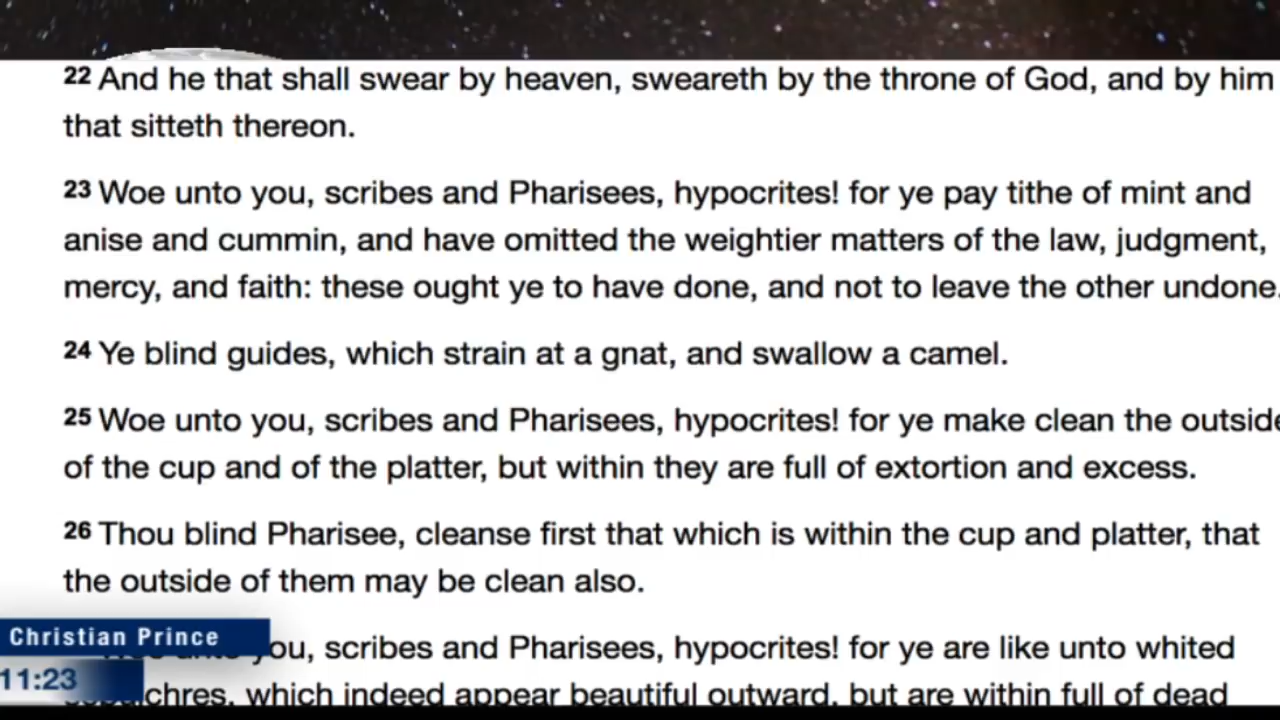 22 And he that shall swear by heaven, sweareth by the throne of God, and by him
that sitteth thereon.
23 Woe unto you, scribes and Pharisees, hypocrites! for ye pay tithe of mint and
anise and cummin, and have omitted the weightier matters of the law, judgment,
mercy, and faith: these ought ye to have done, and not to leave the other undone.
24 Ye blind guides, which strain at a gnat, and swallow a camel.
25 Woe unto you, scribes and Pharisees, hypocrites! for ye make clean the outside
of the cup and of the platter, but within they are full of extortion and excess.
26 Thou blind Pharisee, cleanse first that which is within the cup and platter, that
the outside of them may be clean also.
Christian Prince
you, scribes and Pharisees, hypocrites! for ye are like unto whited
11:23
which indeed appear beautiful outward, but are within full of dead